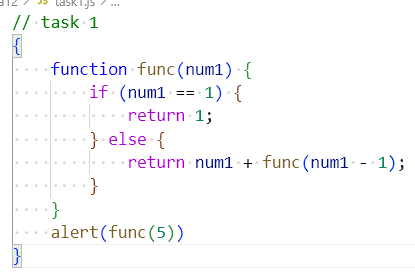 a12 > JS task1.js > ...
// task 1
{
    function func(num1) {
        if (num1 == 1) {
            return 1;
        } else {
            return num1 + func(num1 - 1);
        }
    }
    alert(func(5))
}